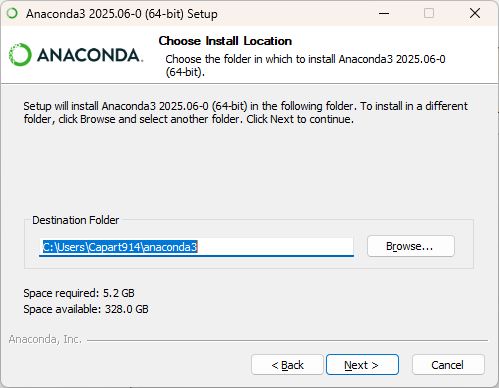 Anaconda3 2025.06-0 (64-bit) Setup
ANACONDA.
Choose Install Location
Choose the folder in which to install Anaconda3 2025.06-0
(64-bit).
Setup will install Anaconda3 2025.06-0 (64-bit) in the following folder. To install in a different
folder, click Browse and select another folder. Click Next to continue.
Destination Folder
C:\Users\Capart914\anaconda3
Browse...
Space required: 5.2 GB
Space available: 328.0 GB
Anaconda, Inc.
< Back
Next >
Cancel